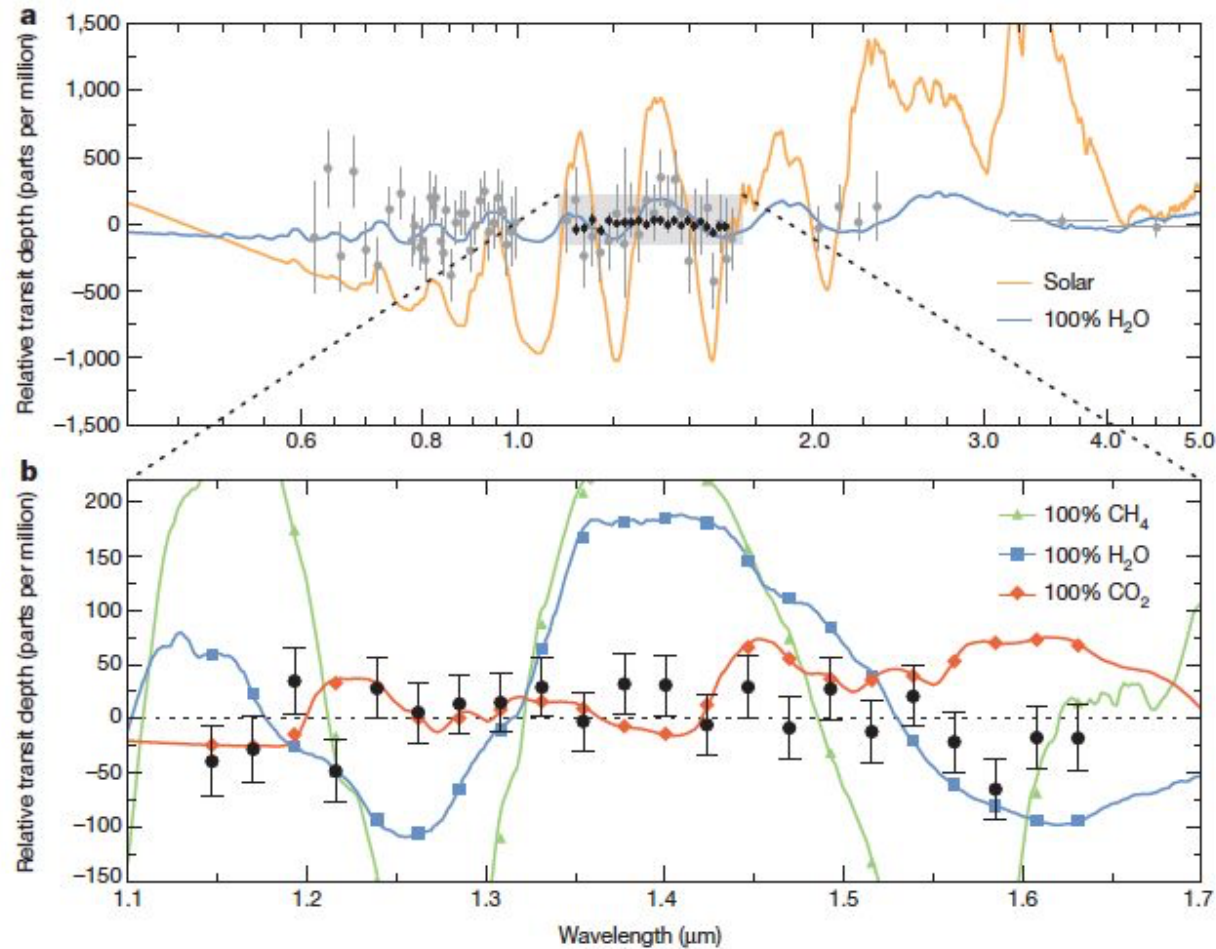 a
Relative transit depth (parts per million)
1,500
1,000
500
0
−500
−1,000
−1,500
Solar
100% H₂O
0.6
0.8
1.0
2.0
3.0
4.0
5.0
b
Relative transit depth (parts per million)
200
150
100
50
0
−50
−100
−150
100% CH₄
100% H₂O
100% CO₂
1.1
1.2
1.3
1.4
1.5
1.6
1.7
Wavelength (μm)